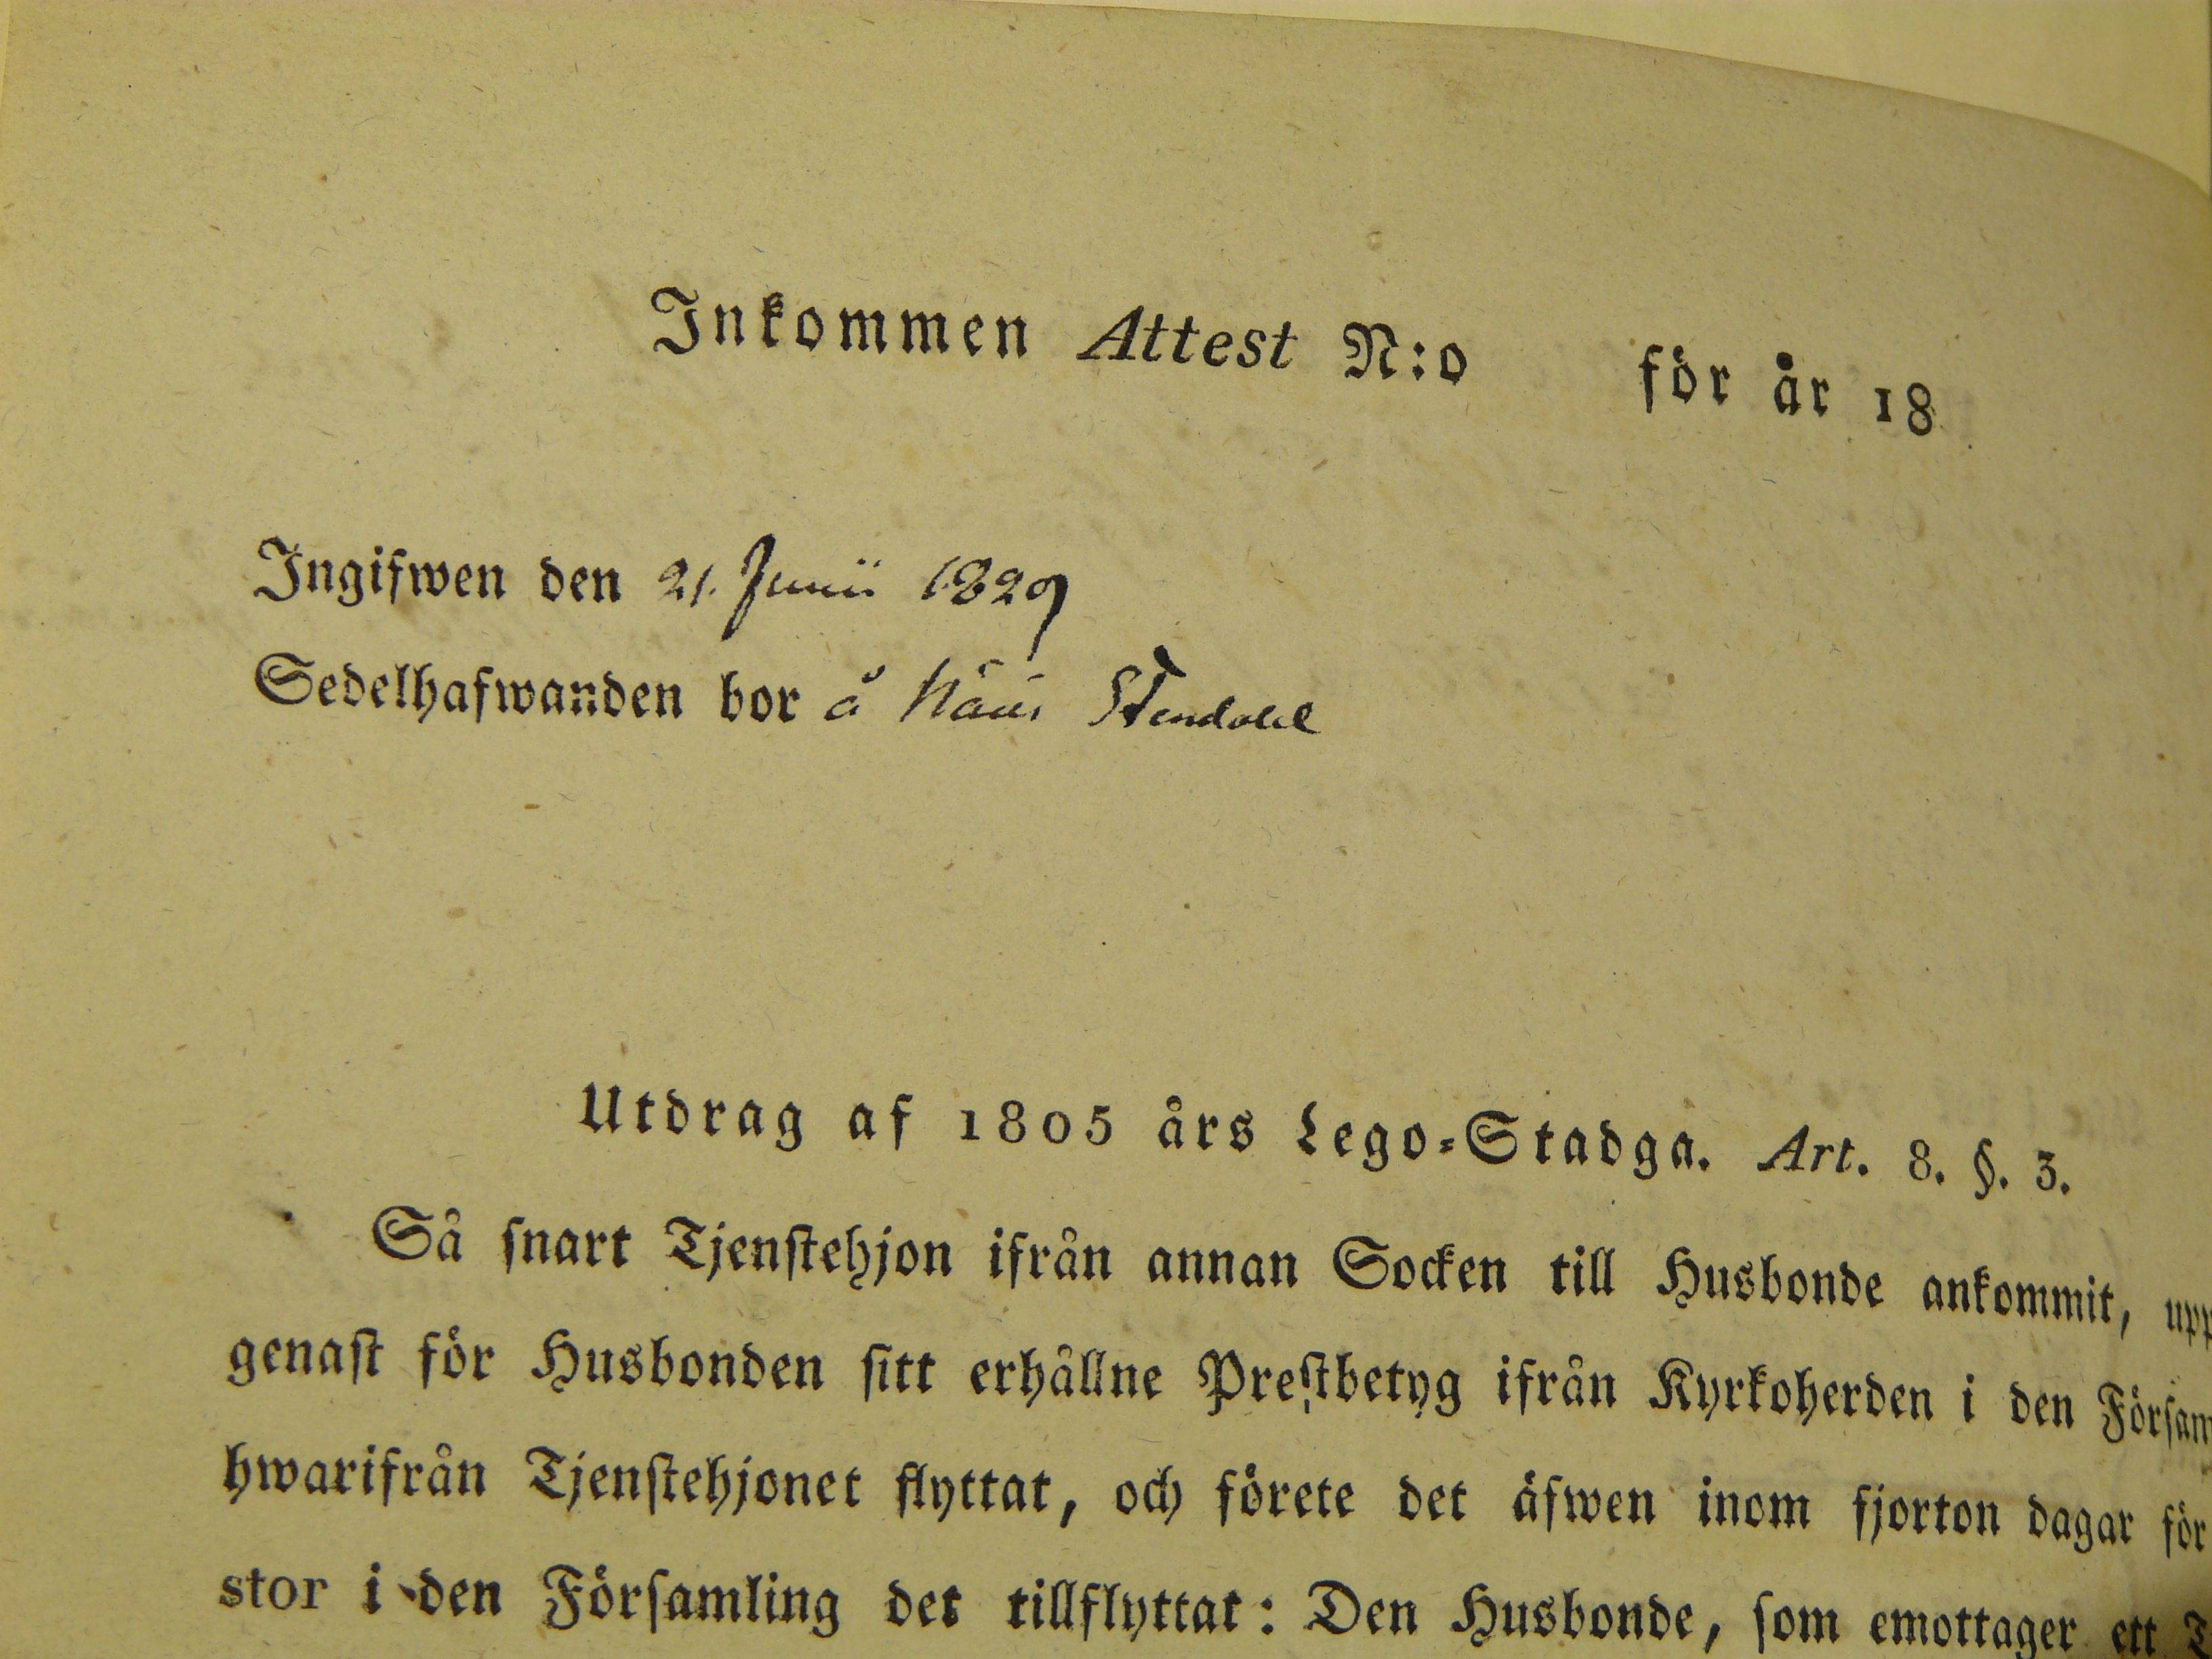 Inkommen Attest N:o för år 18
Ingifwen den 21. Junii 1829
Sedelhafwanden bor å Stendahl
Utdrag af 1805 års Lego-Stadga. Art. 8. §. 3.
Så snart Tjenstehjon ifrån annan Socken till Husbonde ankommit, upp
genast för Husbonden sitt erhållne Prestbetyg ifrån Kyrkoherden i den Försam
hwarifrån Tjenstehjonet flyttat, och förete det äfwen inom fjorton dagar för
stor i den Församling det tillflyttat: Den Husbonde, som emottager ett T